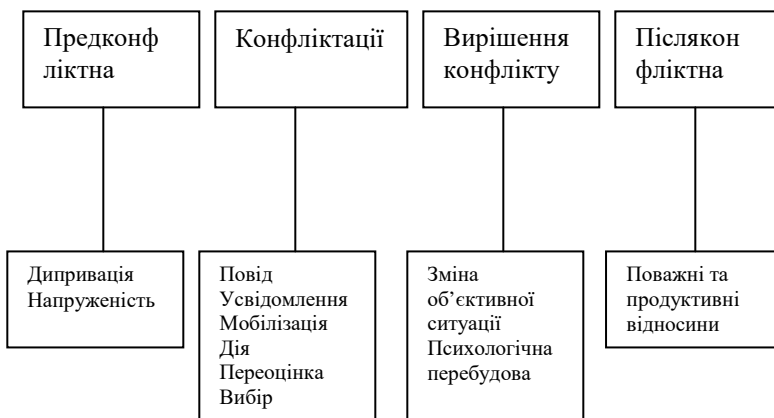 Предконф
ліктна
Конфліктації
Вирішення
конфлікту
Післякон
фліктна
Дипривація
Напруженість
Повід
Усвідомлення
Мобілізація
Дія
Переоцінка
Вибір
Зміна
об’єктивної
ситуації
Психологічна
перебудова
Поважні та
продуктивні
відносини